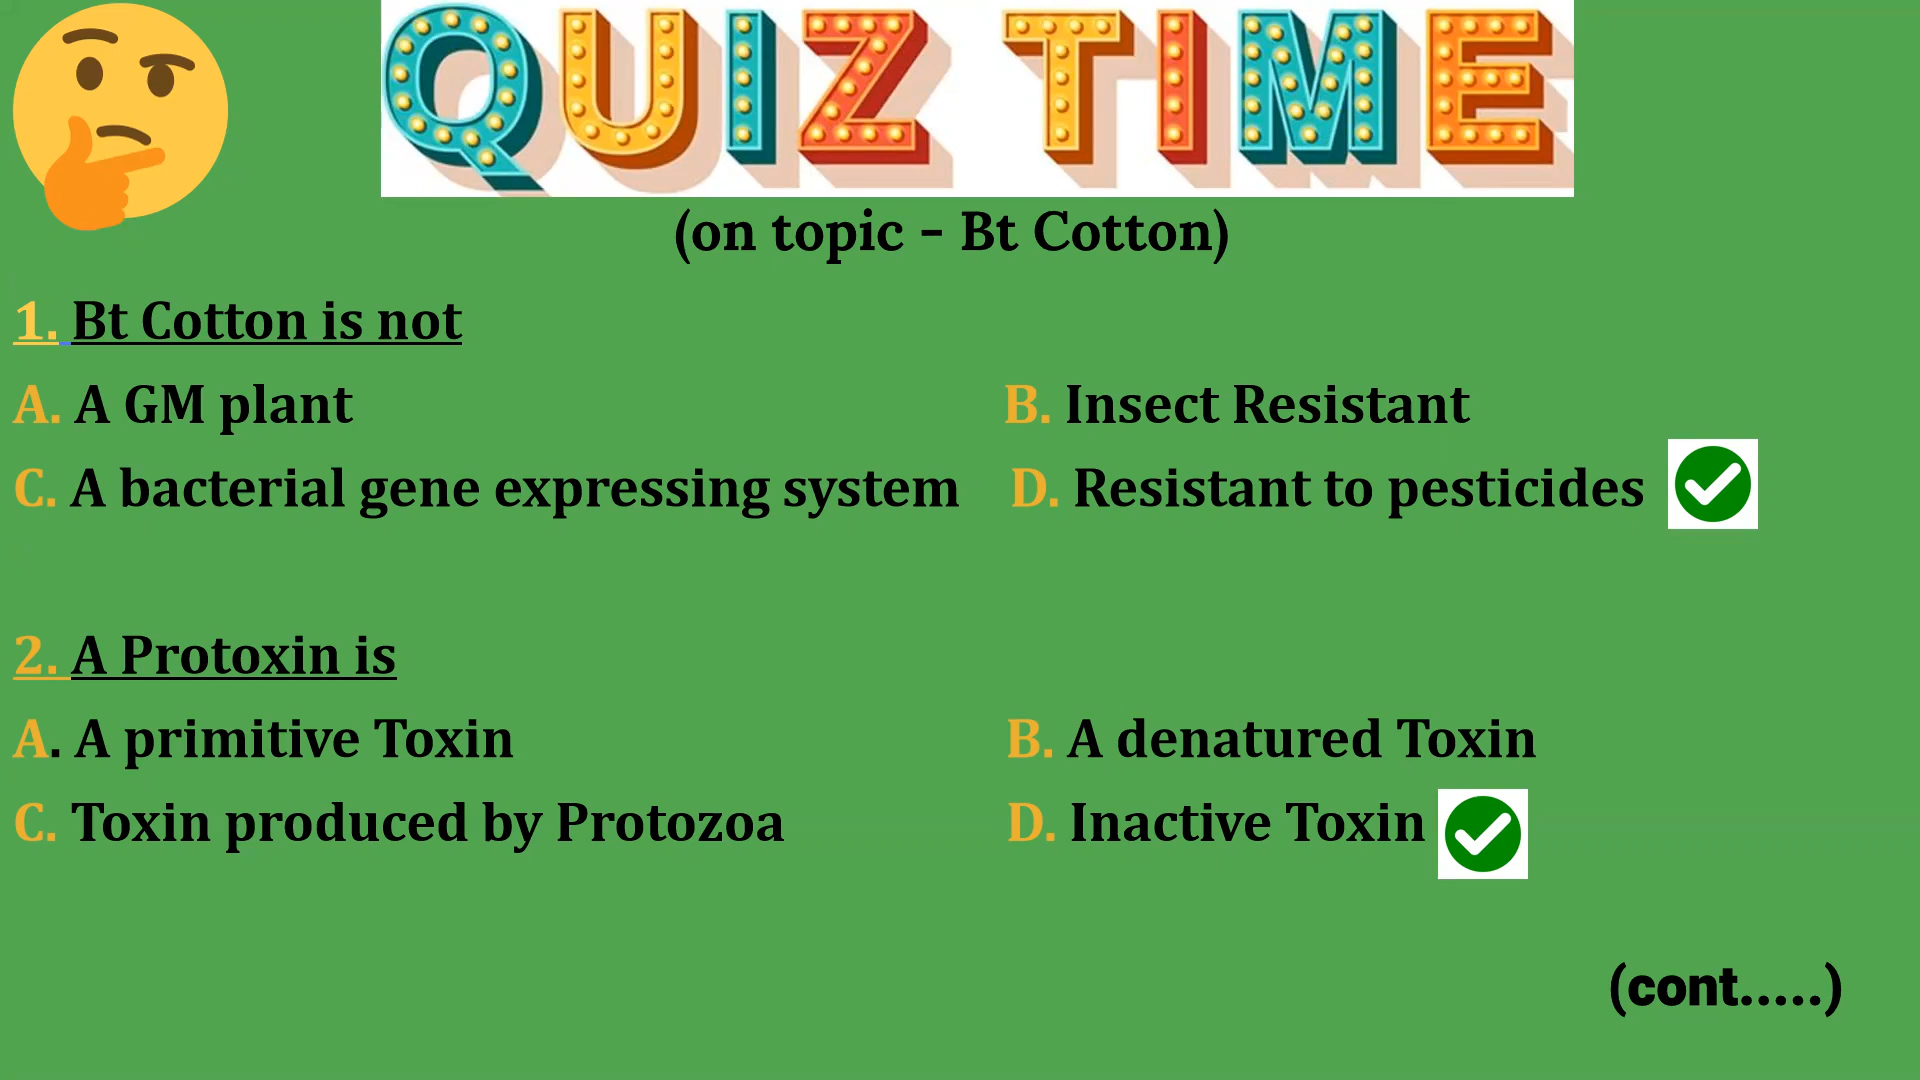 QUIZ TIME
(on topic - Bt Cotton)
1. Bt Cotton is not
A. A GM plant B. Insect Resistant
C. A bacterial gene expressing system D. Resistant to pesticides
2. A Protoxin is
A. A primitive Toxin B. A denatured Toxin
C. Toxin produced by Protozoa D. Inactive Toxin
(cont.....)